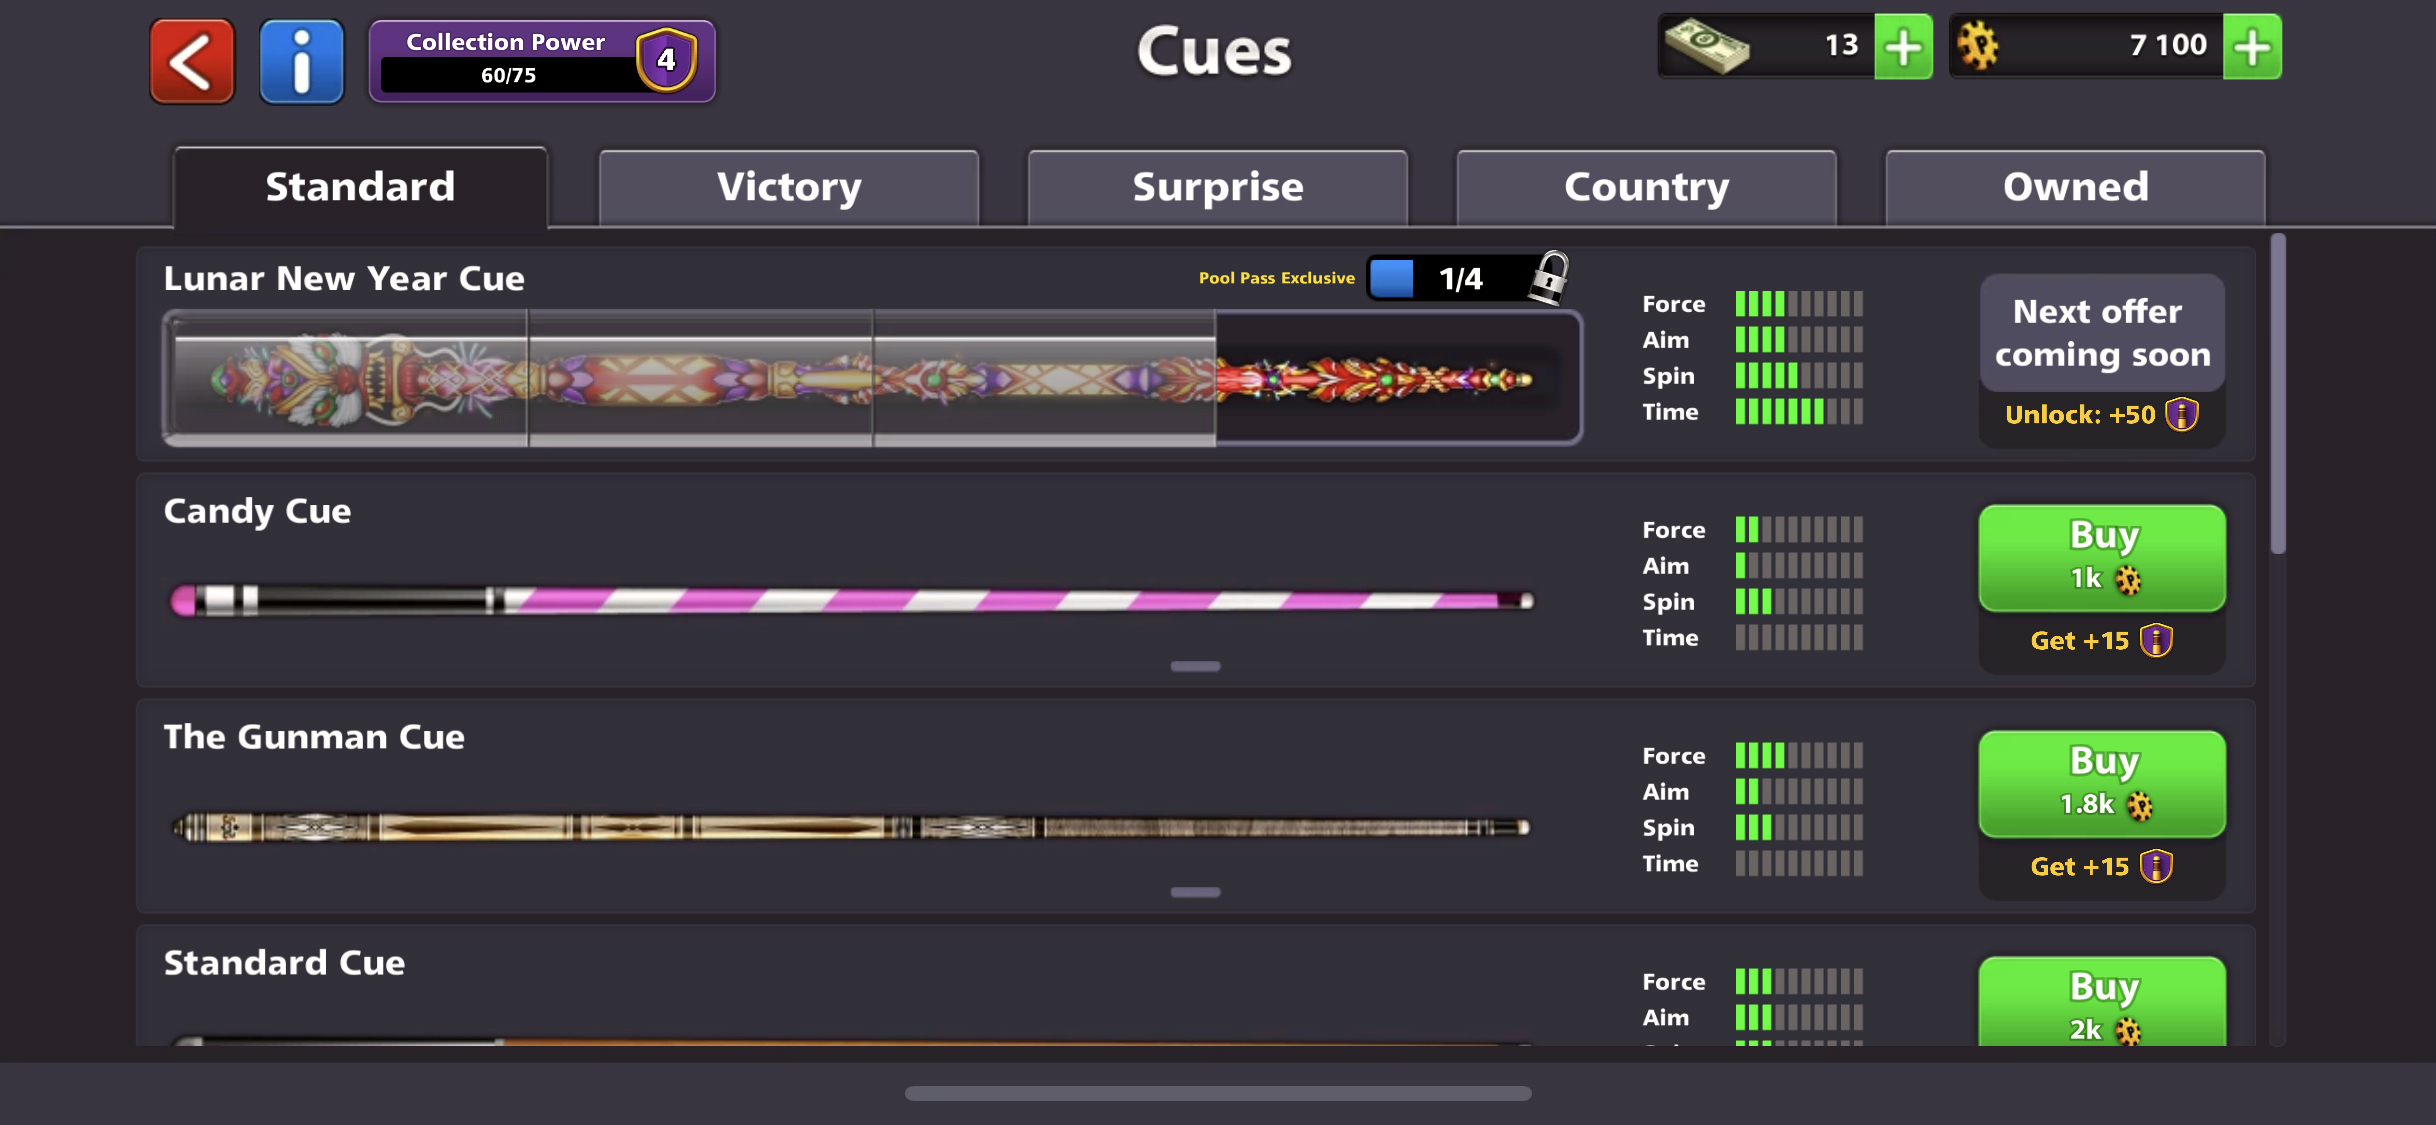 Collection Power
60/75
4
Cues
13
7 100
Standard
Victory
Surprise
Country
Owned
Lunar New Year Cue
Pool Pass Exclusive
1/4
Force
Aim
Spin
Time
Next offer
coming soon
Unlock: +50
Candy Cue
Force
Aim
Spin
Time
Buy
1k
Get +15
The Gunman Cue
Force
Aim
Spin
Time
Buy
1.8k
Get +15
Standard Cue
Force
Aim
Buy
2k